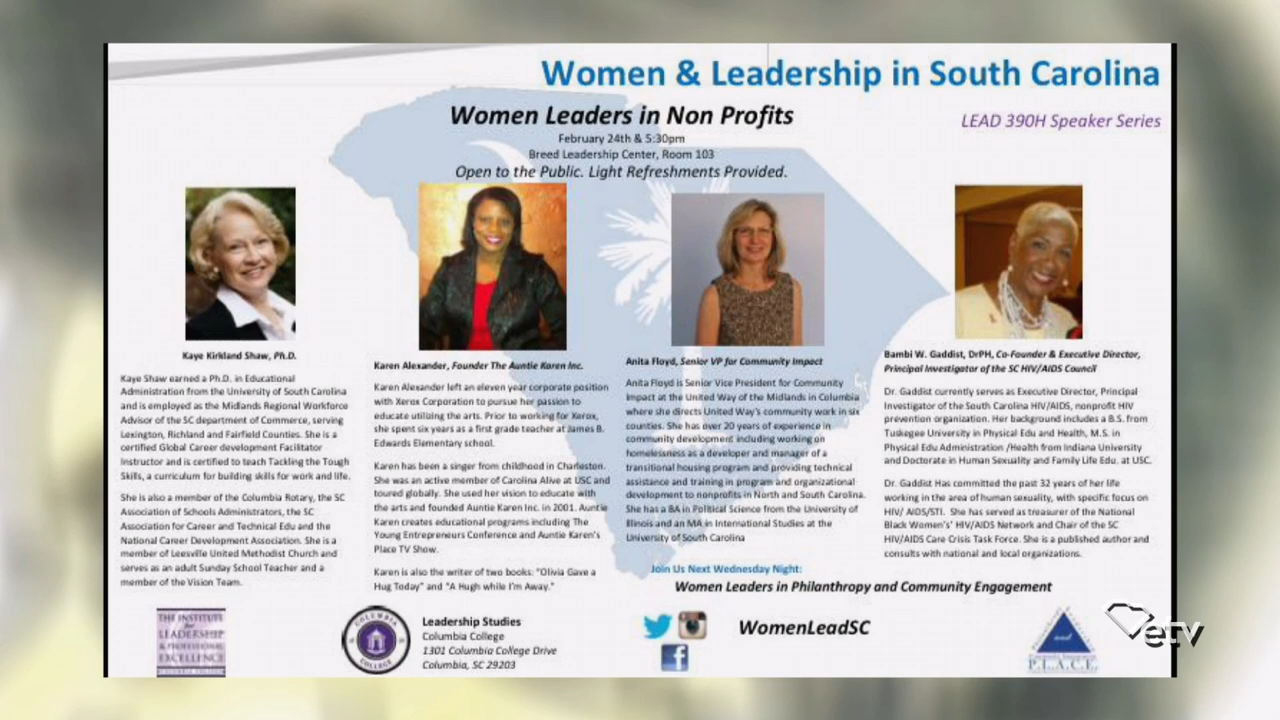 Women & Leadership in South Carolina
Women Leaders in Non Profits
LEAD 390H Speaker Series
February 24th & 5:30pm
Breed Leadership Center, Room 103
Open to the Public. Light Refreshments Provided.
Kaye Kirkland Shaw, Ph.D.
Kaye Shaw earned a Ph.D. in Educational
Administration from the University of South Carolina
and is employed as the Midlands Regional Workforce
Advisor of the SC department of Commerce, serving
Lexington, Richland and Fairfield Counties. She is a
certified Global Career development Facilitator
Instructor and is certified to teach Tackling the Tough
Skills, a curriculum for building skills for work and life.
She is also a member of the Columbia Rotary, the SC
Association of Schools Administrators, the SC
Association for Career and Technical Edu and the
National Career Development Association. She is a
member of Leesville United Methodist Church and
serves as an adult Sunday School Teacher and a
member of the Vision Team.
Karen Alexander, Founder The Auntie Karen Inc.
Karen Alexander left an eleven year corporate position
with Xerox Corporation to pursue her passion to
educate utilizing the arts. Prior to working for Xerox,
she spent six years as a first grade teacher at James B.
Edwards Elementary school.
Karen has been a singer from childhood in Charleston.
She was an active member of Carolina Alive at USC and
toured globally. She used her vision to educate with
the arts and founded Auntie Karen Inc. in 2001. Auntie
Karen creates educational programs including The
Young Entrepreneurs Conference and Auntie Karen's
Place TV Show.
Karen is also the writer of two books: "Olivia Gave a
Hug Today" and "A Hugh while I'm Away."
Anita Floyd, Senior VP for Community Impact
Anita Floyd is Senior Vice President for Community
Impact at the United Way of the Midlands in Columbia
where she directs United Way's community work in six
counties. She has over 20 years of experience in
community development including working on
homelessness as a developer and manager of a
transitional housing program and providing technical
assistance and training in program and organizational
development to nonprofits in North and South Carolina.
She has a BA in Political Science from the University of
Illinois and an MA in International Studies at the
University of South Carolina
Bambi W. Gaddist, DrPH, Co-Founder & Executive Director,
Principal Investigator of the SC HIV/AIDS Council
Dr. Gaddist currently serves as Executive Director, Principal
Investigator of the South Carolina HIV/AIDS, nonprofit HIV
prevention organization. Her background includes a B.S. from
Tuskegee University in Physical Edu and Health, M.S. in
Physical Edu Administration /Health from Indiana University
and Doctorate in Human Sexuality and Family Life Edu. at USC.
Dr. Gaddist Has committed the past 32 years of her life
working in the area of human sexuality, with specific focus on
HIV/ AIDS/STI. She has served as treasurer of the National
Black Women's' HIV/AIDS Network and Chair of the SC
HIV/AIDS Care Crisis Task Force. She is a published author and
consults with national and local organizations.
Join Us Next Wednesday Night:
Women Leaders in Philanthropy and Community Engagement
THE INSTITUTE
LEADERSHIP
& PROFESSIONAL
EXCELLENCE
COLUMBIA
COLLEGE
Leadership Studies
Columbia College
1301 Columbia College Drive
Columbia, SC 29203
WomenLeadSC
P.L.A.C.E.
etv